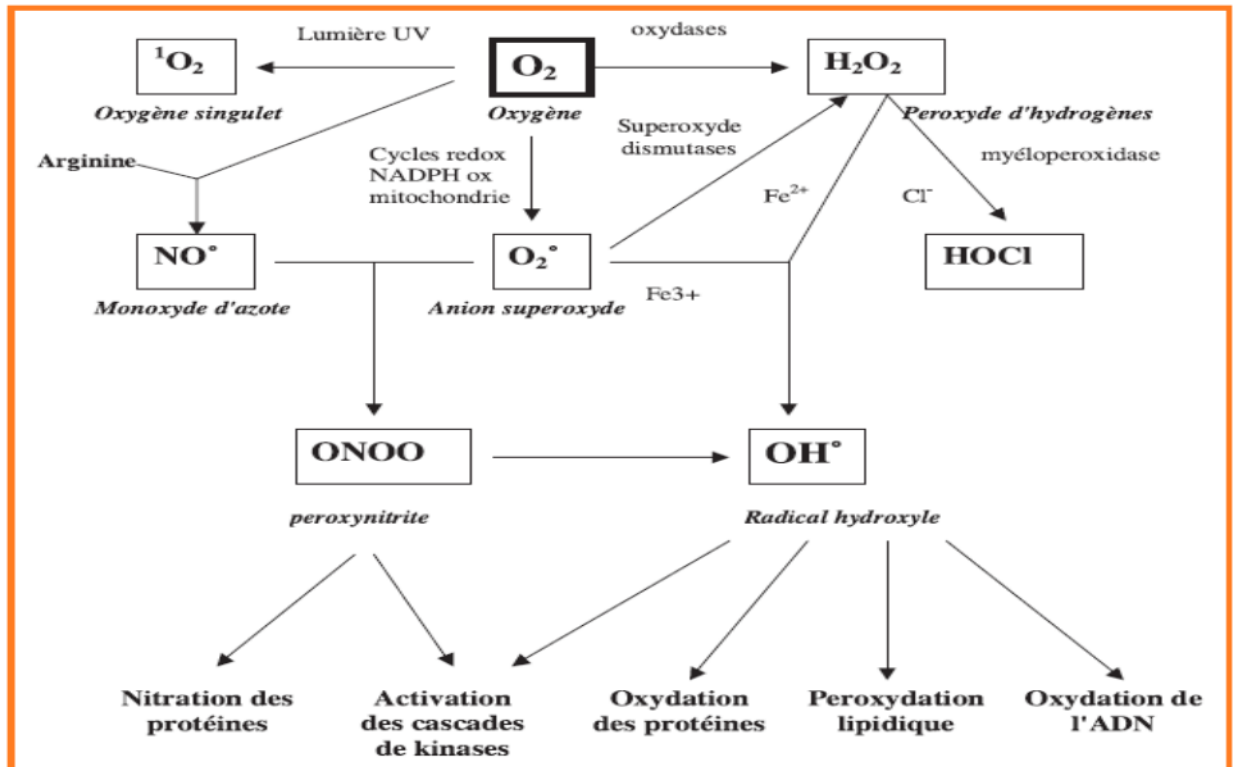 Lumière UV
oxydases
¹O₂
O₂
H₂O₂
Oxygène singulet
Oxygène
Peroxyde d'hydrogènes
Superoxyde
dismutases
Arginine
Cycles redox
NADPH ox
mitochondrie
myéloperoxidase
Fe²⁺
Cl⁻
NO°
O₂°
HOCl
Monoxyde d'azote
Anion superoxyde
Fe3+
ONOO
OH°
peroxynitrite
Radical hydroxyle
Nitration des
protéines
Activation
des cascades
de kinases
Oxydation
des protéines
Peroxydation
lipidique
Oxydation de
l'ADN